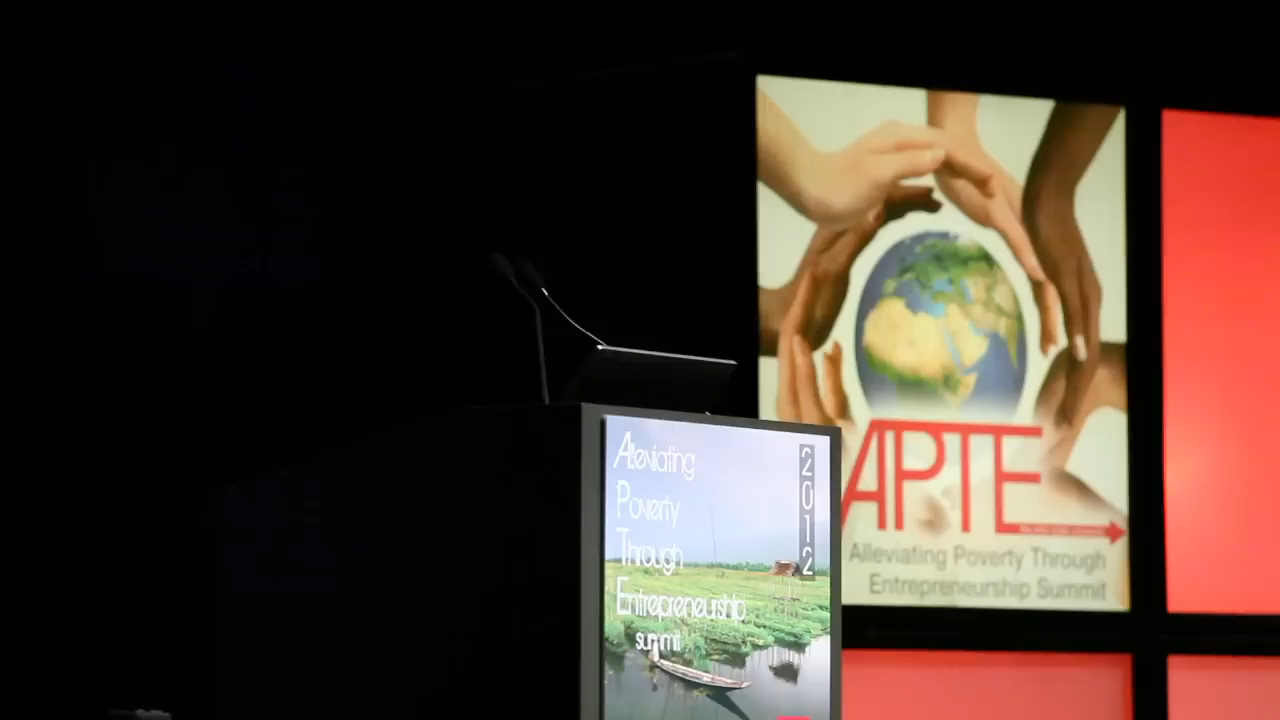 Alleviating
Poverty
Through
Entrepreneurship
summit
2012
APTE
Alleviating Poverty Through
Entrepreneurship Summit